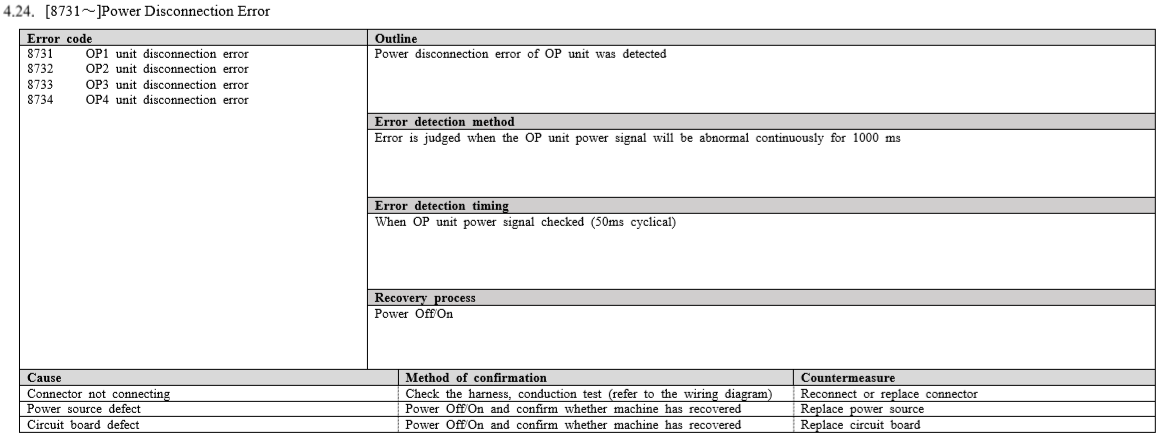 4.24. [8731～]Power Disconnection Error
Error code
8731 OP1 unit disconnection error
8732 OP2 unit disconnection error
8733 OP3 unit disconnection error
8734 OP4 unit disconnection error
Outline
Power disconnection error of OP unit was detected
Error detection method
Error is judged when the OP unit power signal will be abnormal continuously for 1000 ms
Error detection timing
When OP unit power signal checked (50ms cyclical)
Recovery process
Power Off/On
Cause Method of confirmation Countermeasure
Connector not connecting Check the harness, conduction test (refer to the wiring diagram) Reconnect or replace connector
Power source defect Power Off/On and confirm whether machine has recovered Replace power source
Circuit board defect Power Off/On and confirm whether machine has recovered Replace circuit board